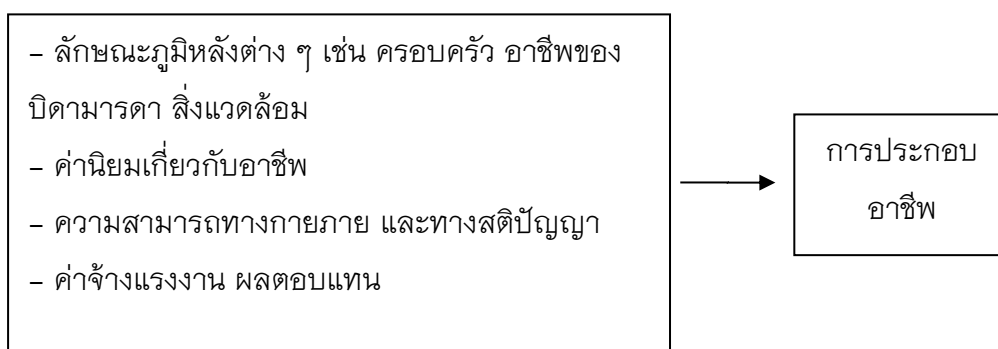 – ลักษณะภูมิหลังต่าง ๆ เช่น ครอบครัว อาชีพของ
บิดามารดา สิ่งแวดล้อม
– ค่านิยมเกี่ยวกับอาชีพ
– ความสามารถทางกายภาย และทางสติปัญญา
– ค่าจ้างแรงงาน ผลตอบแทน
การประกอบ
อาชีพ